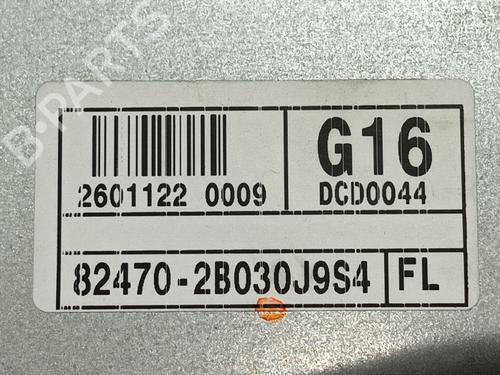 B-PARTS
G16
2601122 0009
DCD0044
82470-2B030J9S4
FL